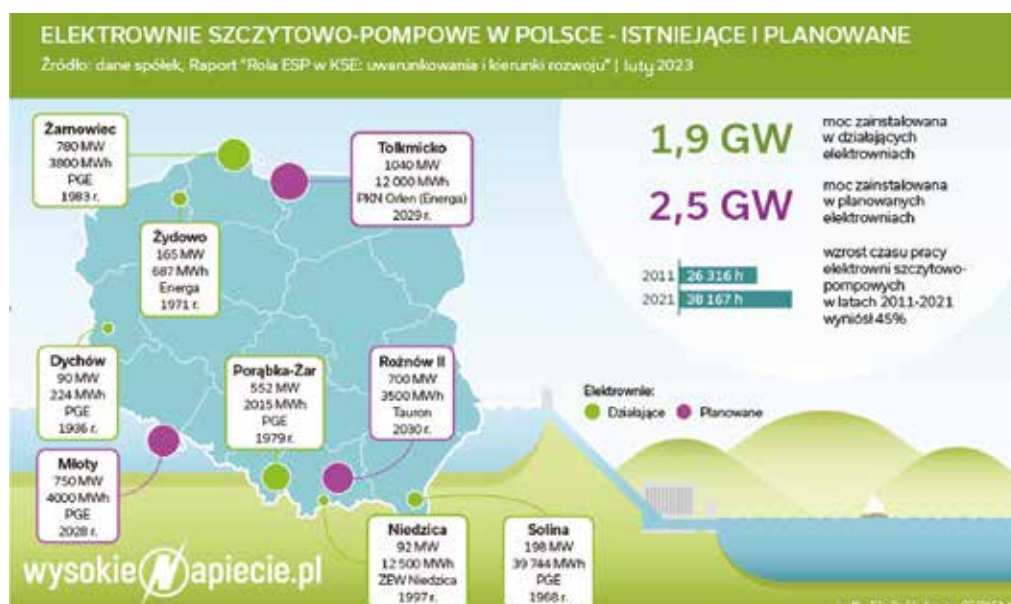 ELEKTROWNIE SZCZYTOWO-POMPOWE W POLSCE - ISTNIEJĄCE I PLANOWANE
Źródło: dane spółek, Raport "Rola ESP w KSE: uwarunkowania i kierunki rozwoju" | luty 2023
Żarnowiec
780 MW
3800 MWh
PGE
1983 r.
Tolkmicko
1040 MW
12 000 MWh
PKN Orlen (Energa)
2029 r.
Żydowo
165 MW
687 MWh
Energa
1971 r.
Dychów
90 MW
224 MWh
PGE
1936 r.
Porąbka-Żar
552 MW
2015 MWh
PGE
1979 r.
Rożnów II
700 MW
3500 MWh
Tauron
2030 r.
Młoty
750 MW
4000 MWh
PGE
2028 r.
Niedzica
92 MW
12 500 MWh
ZEW Niedzica
1997 r.
Solina
198 MW
39 744 MWh
PGE
1968 r.
1,9 GW
moc zainstalowana
w działających
elektrowniach
2,5 GW
moc zainstalowana
w planowanych
elektrowniach
2011 26 316 h
2021 38 167 h
wzrost czasu pracy
elektrowni szczytowo-
pompowych
w latach 2011-2021
wyniósł 45%
Elektrownie:
Działające Planowane
wysokieNapiecie.pl